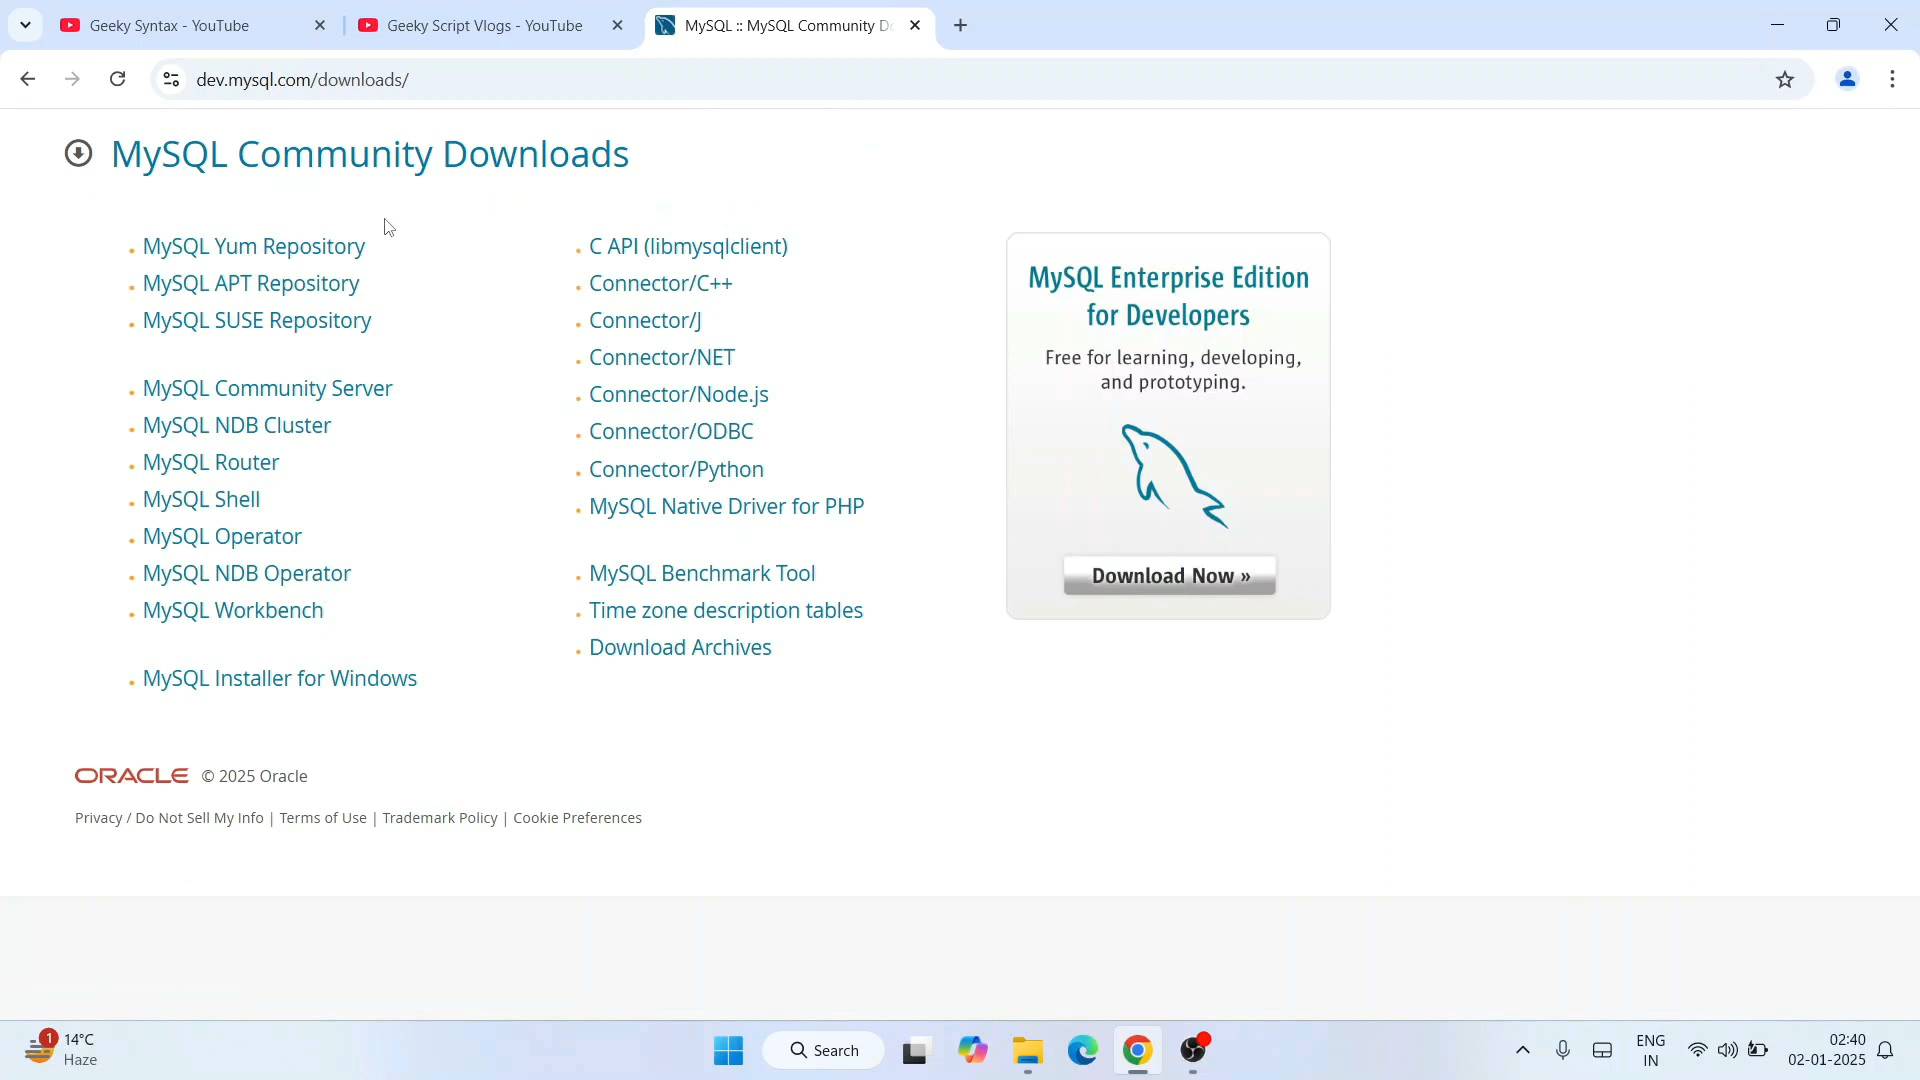 Geeky Syntax - YouTube
Geeky Script Vlogs - YouTube
MySQL :: MySQL Community Do
dev.mysql.com/downloads/
MySQL Community Downloads
MySQL Yum Repository
MySQL APT Repository
MySQL SUSE Repository
MySQL Community Server
MySQL NDB Cluster
MySQL Router
MySQL Shell
MySQL Operator
MySQL NDB Operator
MySQL Workbench
MySQL Installer for Windows
C API (libmysqlclient)
Connector/C++
Connector/J
Connector/NET
Connector/Node.js
Connector/ODBC
Connector/Python
MySQL Native Driver for PHP
MySQL Benchmark Tool
Time zone description tables
Download Archives
MySQL Enterprise Edition
for Developers
Free for learning, developing,
and prototyping.
Download Now »
ORACLE © 2025 Oracle
Privacy / Do Not Sell My Info | Terms of Use | Trademark Policy | Cookie Preferences
1
14°C
Haze
Search
ENG
IN
02:40
02-01-2025